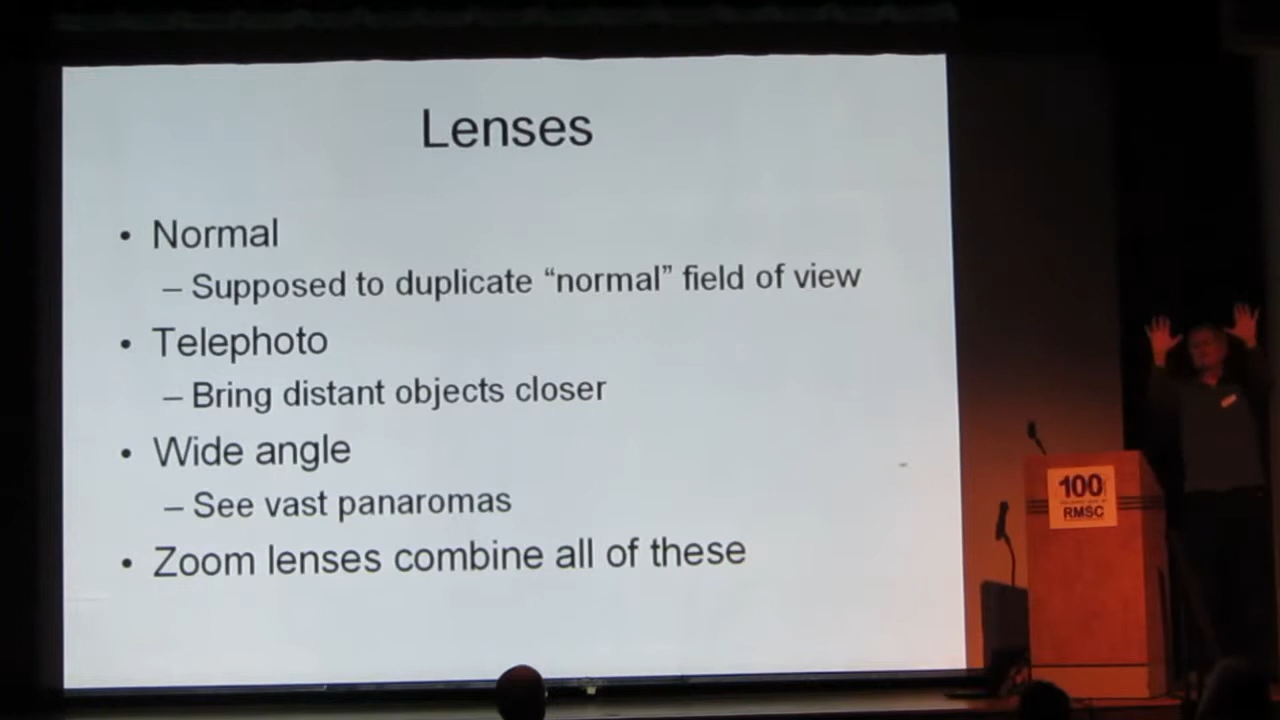 Lenses
• Normal
– Supposed to duplicate “normal” field of view
• Telephoto
– Bring distant objects closer
• Wide angle
– See vast panaromas
• Zoom lenses combine all of these
100
RMSC